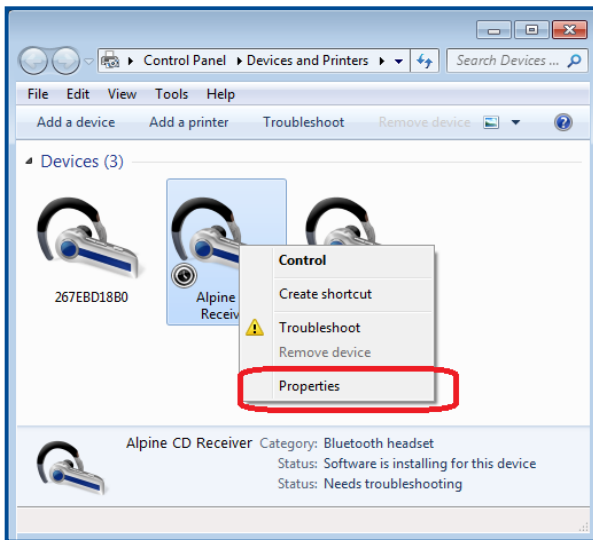 Control Panel Devices and Printers Search Devices ...
File Edit View Tools Help
Add a device Add a printer Troubleshoot Remove device
Devices (3)
267EBD18B0
Alpine
Receiv
Control
Create shortcut
Troubleshoot
Remove device
Properties
Alpine CD Receiver Category: Bluetooth headset
Status: Software is installing for this device
Status: Needs troubleshooting